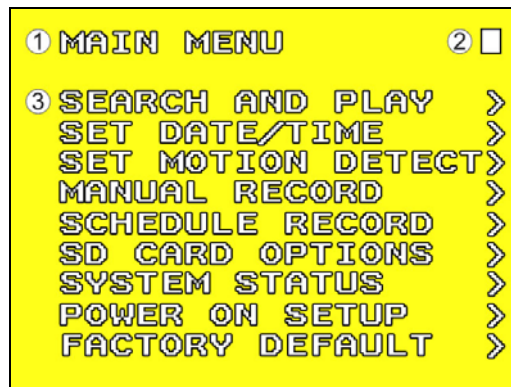 ① MAIN MENU ②
③ SEARCH AND PLAY >
SET DATE/TIME >
SET MOTION DETECT>
MANUAL RECORD >
SCHEDULE RECORD >
SD CARD OPTIONS >
SYSTEM STATUS >
POWER ON SETUP >
FACTORY DEFAULT >